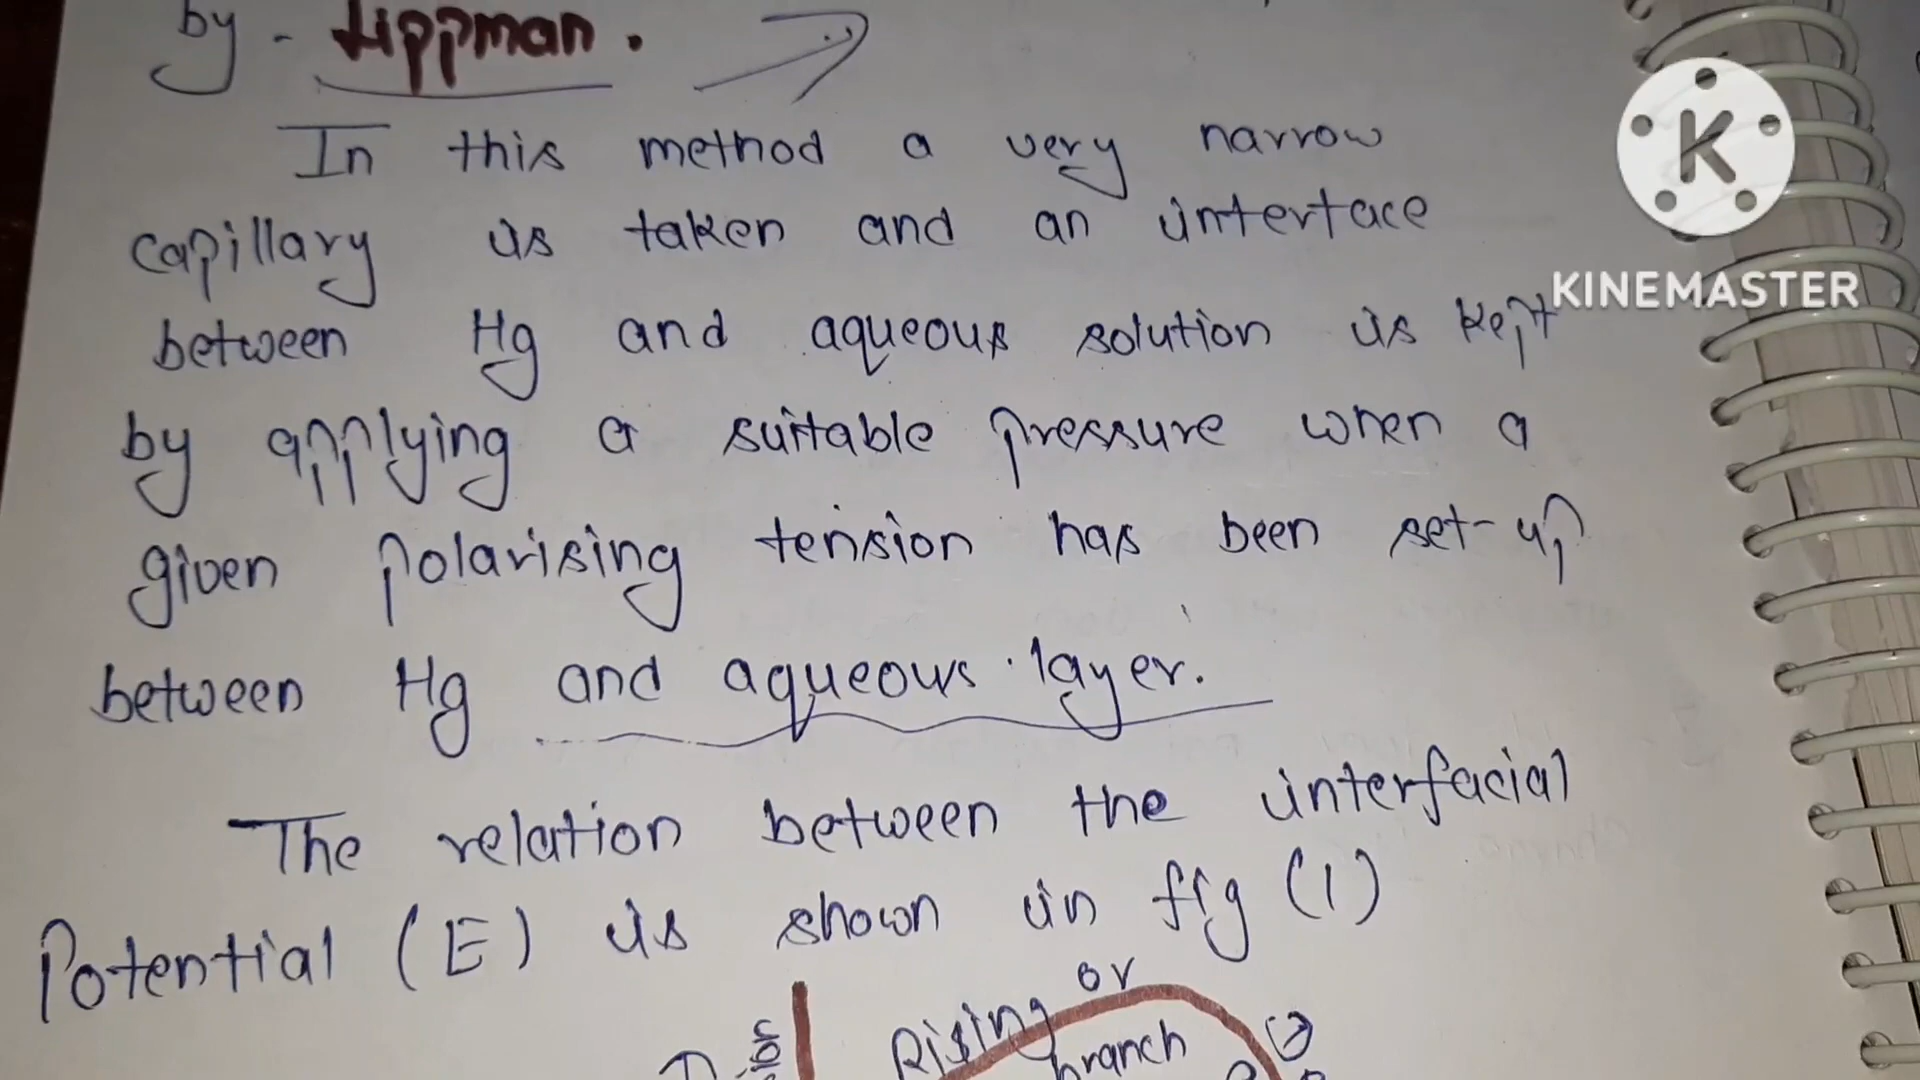 by - Lippman.
In this method a very narrow
capillary is taken and an interface
between Hg and aqueous solution is kept
by applying a suitable pressure when a
given polarising tension has been set-up
between Hg and aqueous layer.
The relation between the interfacial
Potential (E) is shown in fig (1)
or
Rising
branch
K
KINEMASTER